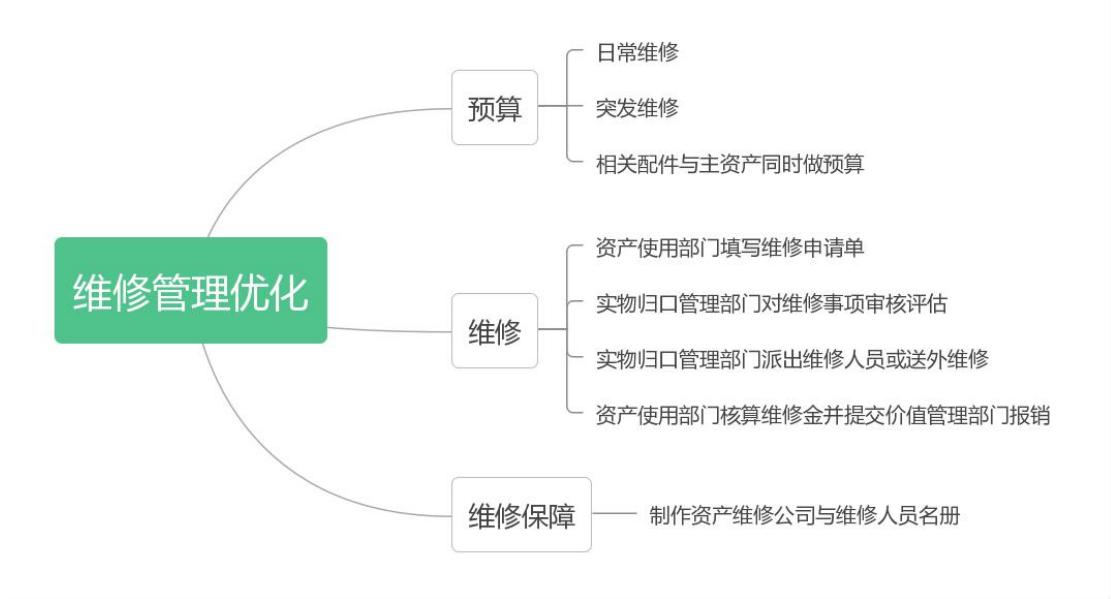 维修管理优化
预算
日常维修
突发维修
相关配件与主资产同时做预算
维修
资产使用部门填写维修申请单
实物归口管理部门对维修事项审核评估
实物归口管理部门派出维修人员或送外维修
资产使用部门核算维修金并提交价值管理部门报销
维修保障
制作资产维修公司与维修人员名册